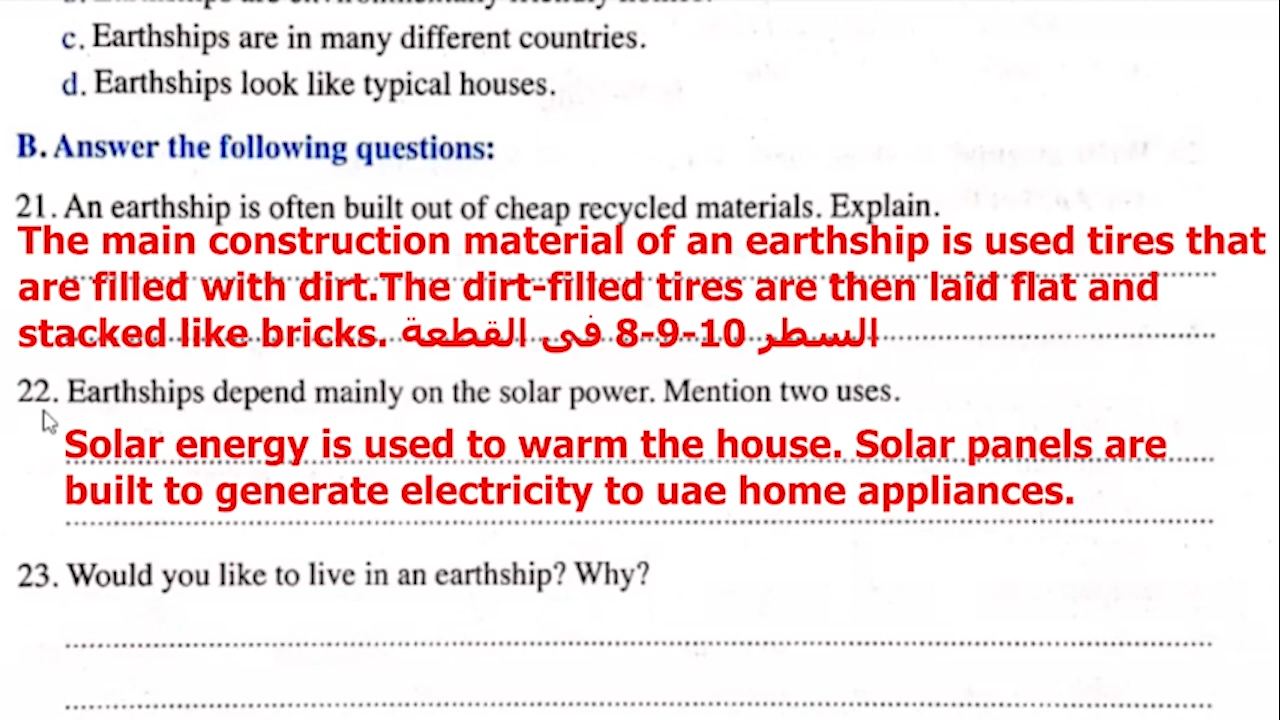 c. Earthships are in many different countries.
d. Earthships look like typical houses.
B. Answer the following questions:
21. An earthship is often built out of cheap recycled materials. Explain.
The main construction material of an earthship is used tires that
are filled with dirt.The dirt-filled tires are then laid flat and
stacked like bricks. السطر 10-9-8 فى القطعة
22. Earthships depend mainly on the solar power. Mention two uses.
Solar energy is used to warm the house. Solar panels are
built to generate electricity to uae home appliances.
23. Would you like to live in an earthship? Why?